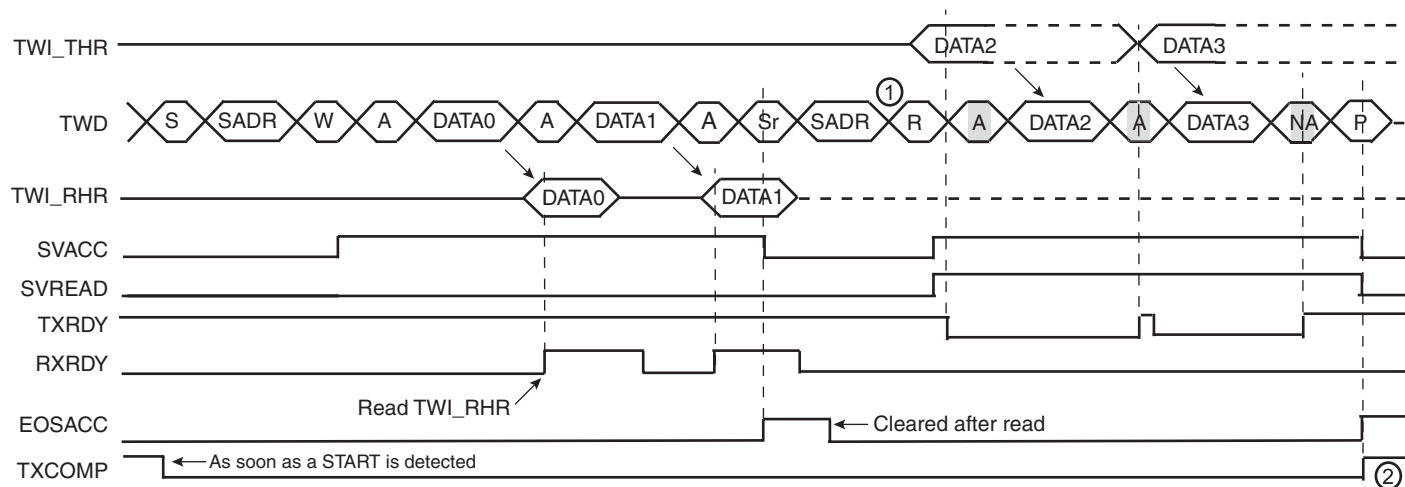 TWI_THR DATA2 DATA3
①
TWD S SADR W A DATA0 A DATA1 A Sr SADR R A DATA2 A DATA3 NA P
TWI_RHR DATA0 DATA1
SVACC
SVREAD
TXRDY
RXRDY
Read TWI_RHR
EOSACC Cleared after read
TXCOMP As soon as a START is detected ②